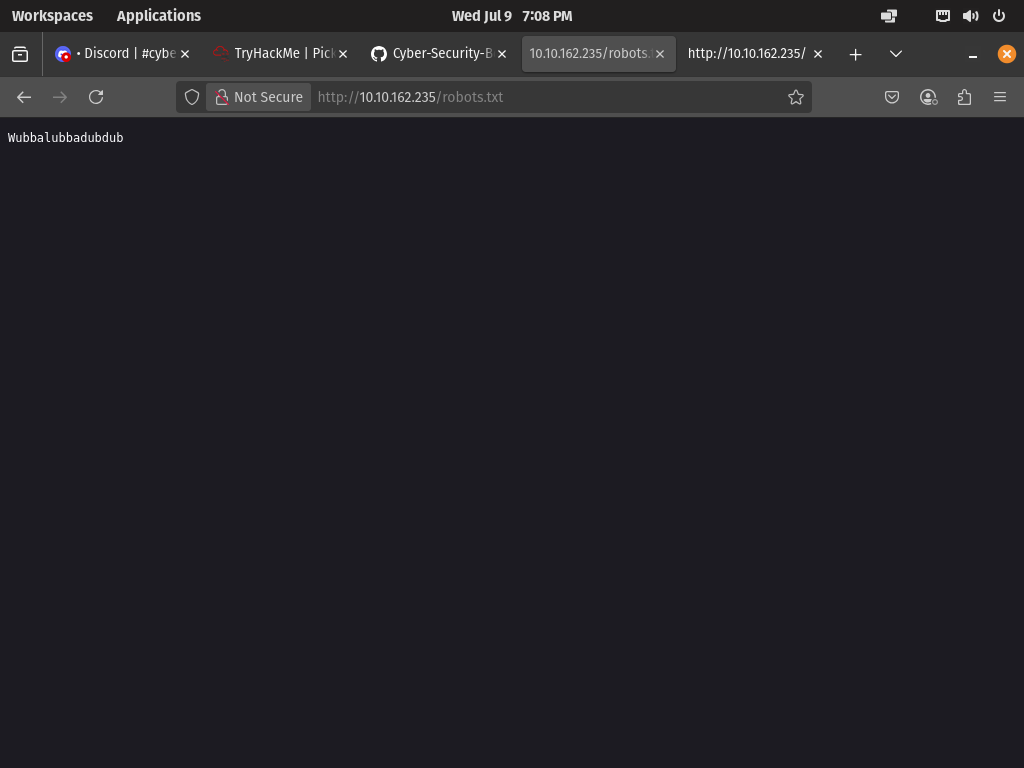 Workspaces Applications Wed Jul 9 7:08 PM
• Discord | #cybe TryHackMe | Pick Cyber-Security-B 10.10.162.235/robots.t http://10.10.162.235/
Not Secure http://10.10.162.235/robots.txt
Wubbalubbadubdub